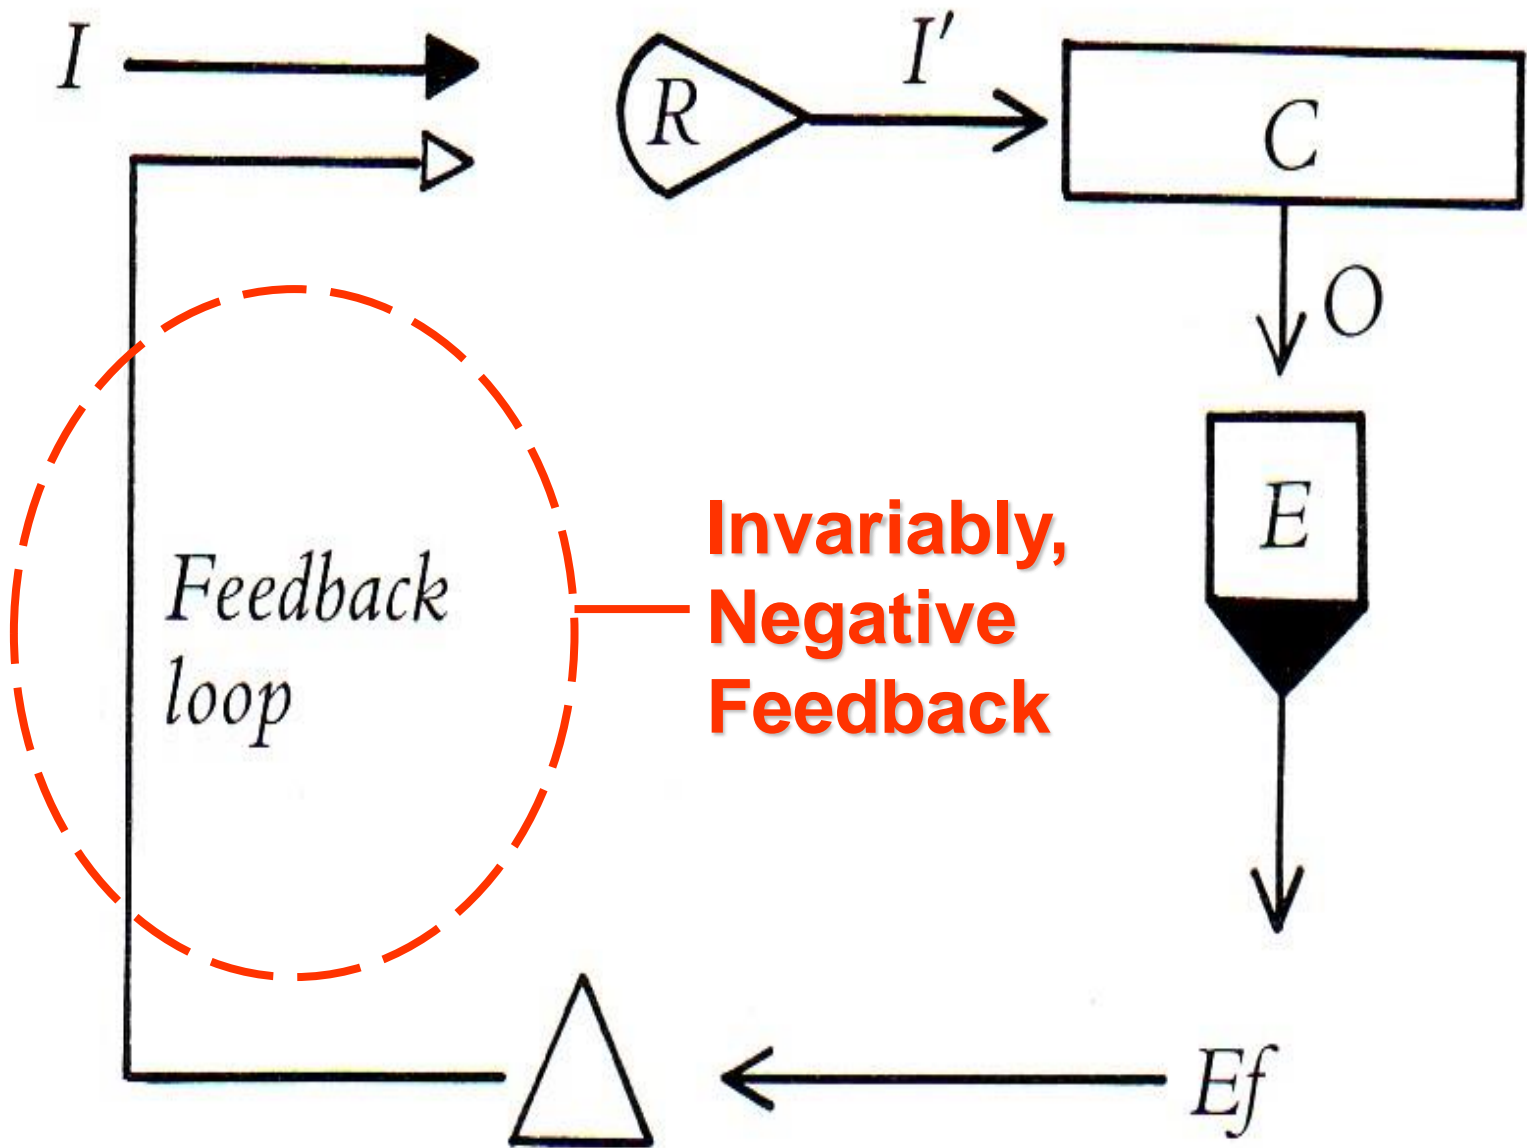 I
R
I′
C
O
E
Feedback
loop
Invariably,
Negative
Feedback
Ef